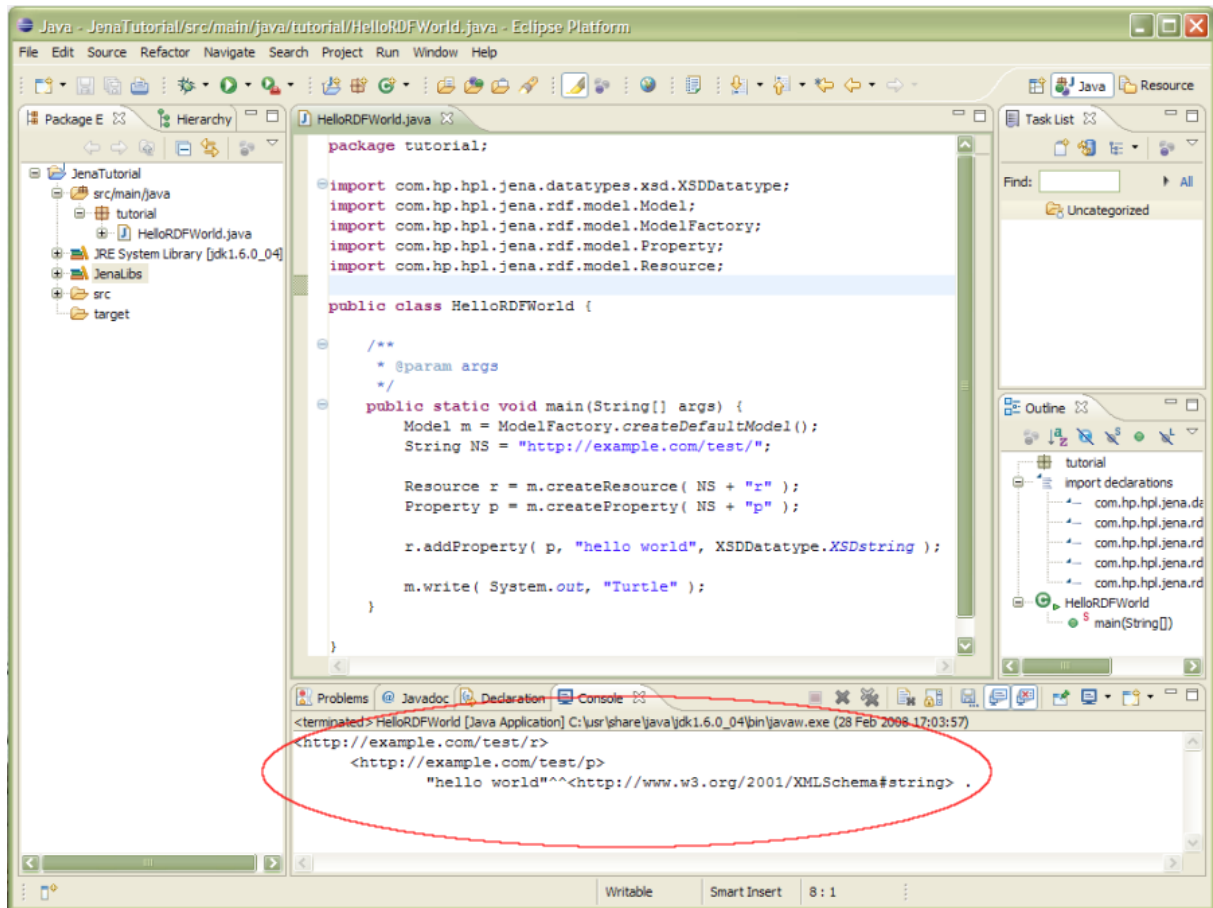 Java - JenaTutorial/src/main/java/tutorial/HelloRDFWorld.java - Eclipse Platform
File Edit Source Refactor Navigate Search Project Run Window Help
Java Resource
Package E Hierarchy
JenaTutorial
src/main/java
tutorial
HelloRDFWorld.java
JRE System Library [jdk1.6.0_04]
JenaLibs
src
target
HelloRDFWorld.java
package tutorial;
import com.hp.hpl.jena.datatypes.xsd.XSDDatatype;
import com.hp.hpl.jena.rdf.model.Model;
import com.hp.hpl.jena.rdf.model.ModelFactory;
import com.hp.hpl.jena.rdf.model.Property;
import com.hp.hpl.jena.rdf.model.Resource;
public class HelloRDFWorld {
/**
* @param args
*/
public static void main(String[] args) {
Model m = ModelFactory.createDefaultModel();
String NS = "http://example.com/test/";
Resource r = m.createResource( NS + "r" );
Property p = m.createProperty( NS + "p" );
r.addProperty( p, "hello world", XSDDatatype.XSDstring );
m.write( System.out, "Turtle" );
}
}
Task List
Find: All
Uncategorized
Outline
tutorial
import declarations
com.hp.hpl.jena.da
com.hp.hpl.jena.rd
com.hp.hpl.jena.rd
com.hp.hpl.jena.rd
com.hp.hpl.jena.rd
HelloRDFWorld
main(String[])
Problems @ Javadoc Declaration Console
<terminated> HelloRDFWorld [Java Application] C:\usr\share\java\jdk1.6.0_04\bin\javaw.exe (28 Feb 2008 17:03:57)
<http://example.com/test/r>
<http://example.com/test/p>
"hello world"^^<http://www.w3.org/2001/XMLSchema#string> .
Writable Smart Insert 8 : 1